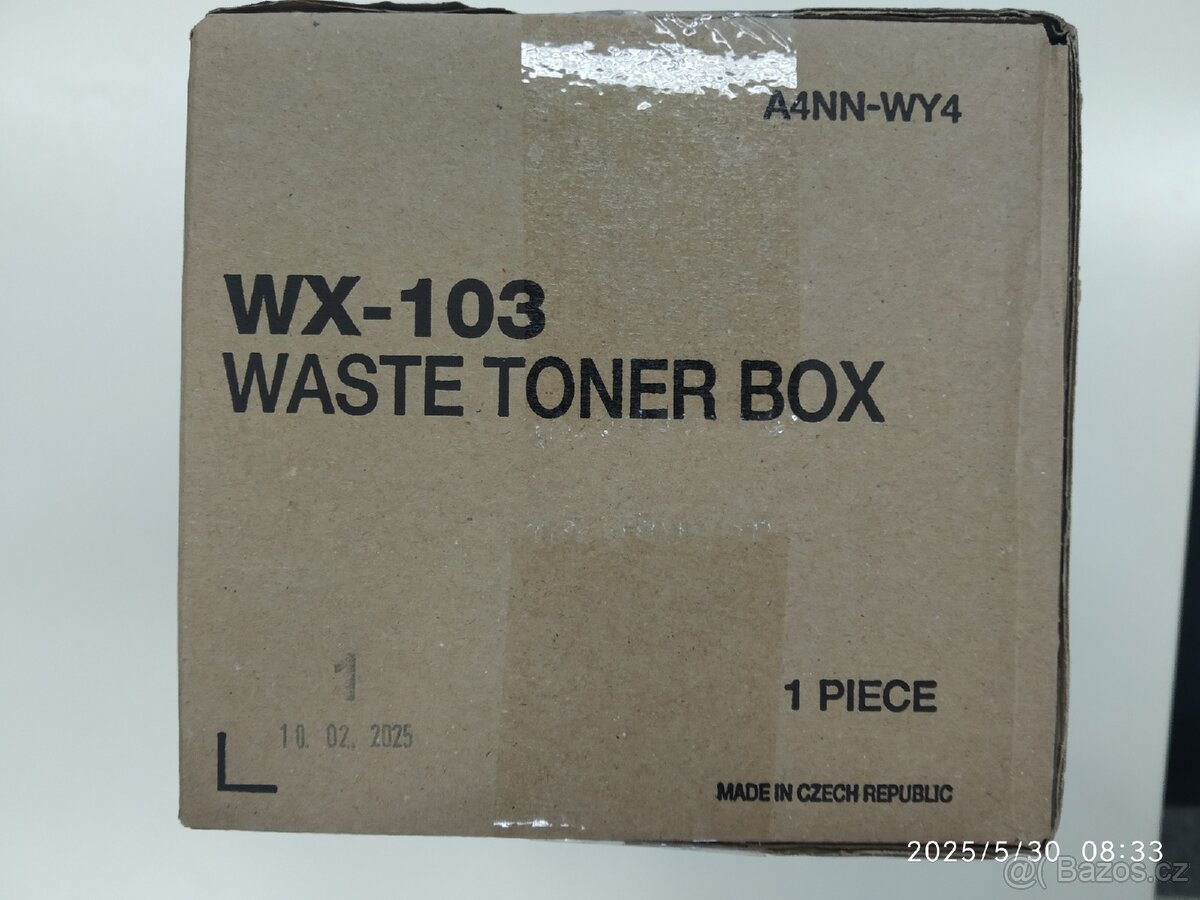 A4NN-WY4
WX-103
WASTE TONER BOX
1
1 PIECE
10. 02. 2025
MADE IN CZECH REPUBLIC
2025/5/30 08:33
@( Bazos.cz